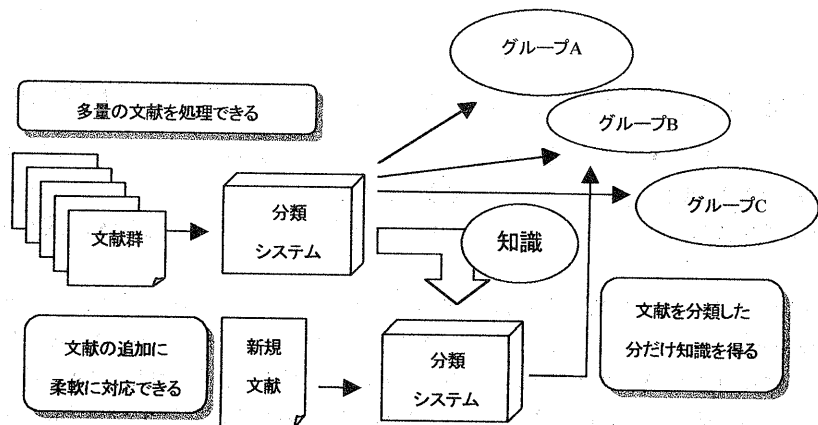 グループA
多量の文献を処理できる
グループB
グループC
文献群
分類
システム
知識
文献を分類した
分だけ知識を得る
文献の追加に
柔軟に対応できる
新規
文献
分類
システム